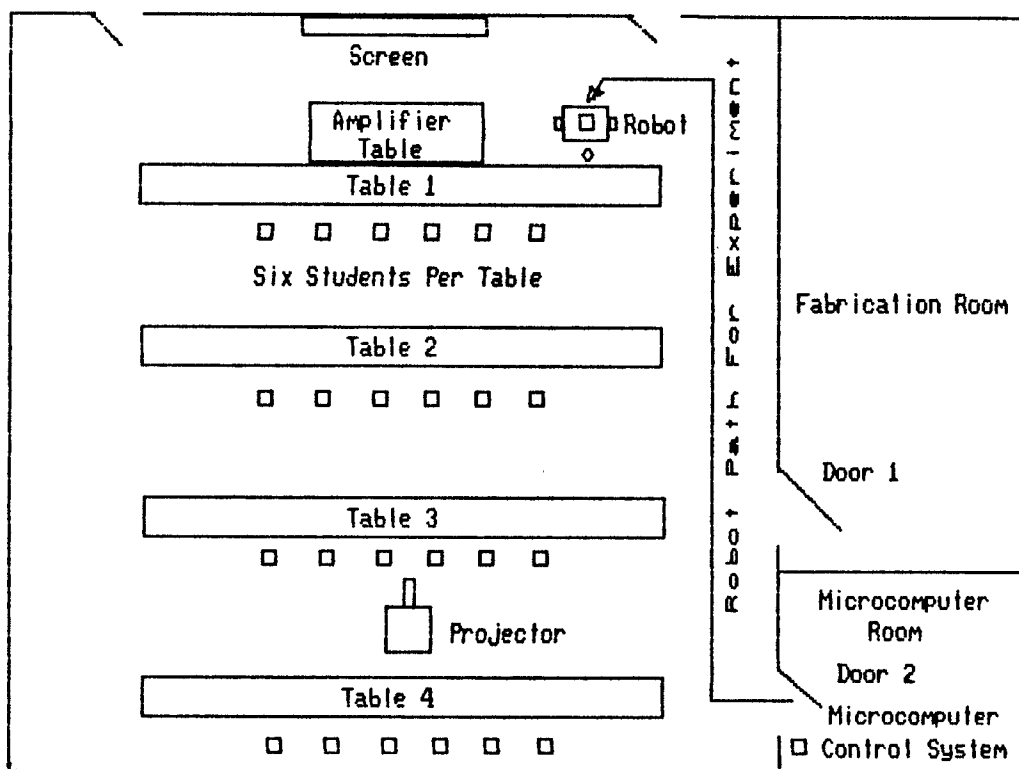 Screen
Amplifier
Table
Robot
Table 1
Six Students Per Table
Table 2
Table 3
Projector
Table 4
Robot Path For Experiment
Fabrication Room
Door 1
Microcomputer
Room
Door 2
Microcomputer
Control System